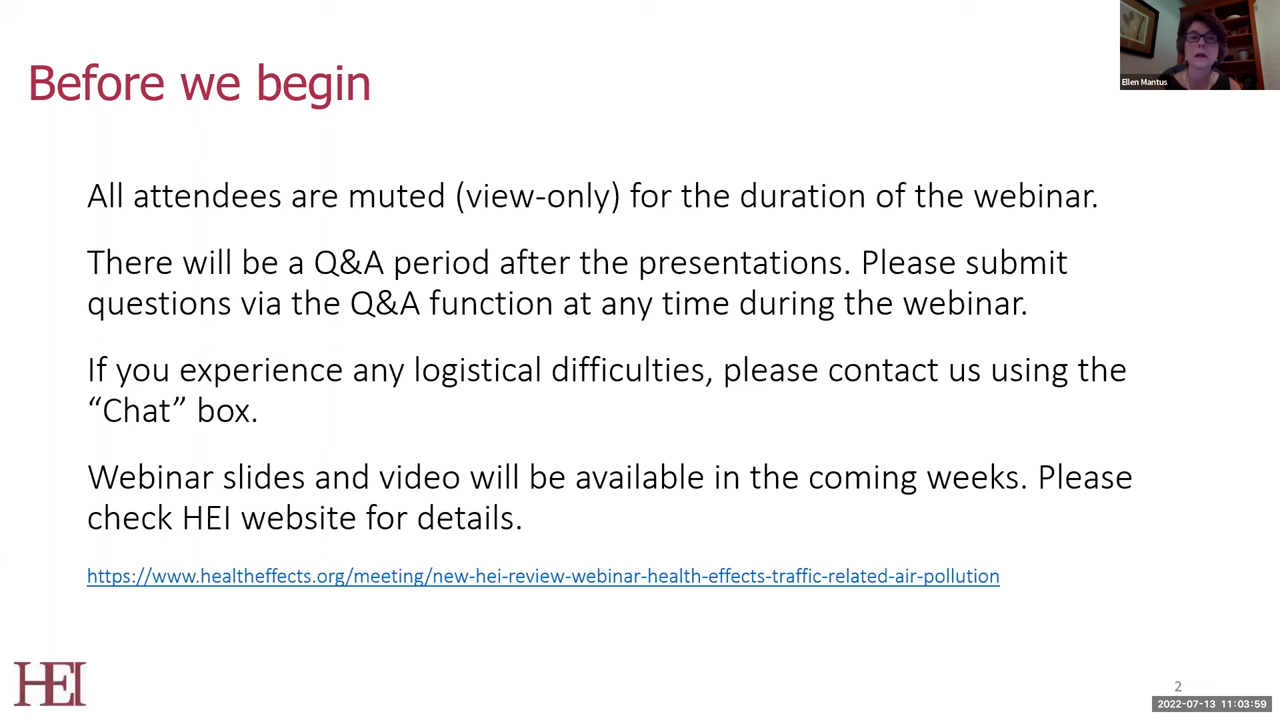 Before we begin
Ellen Mantus
All attendees are muted (view-only) for the duration of the webinar.
There will be a Q&A period after the presentations. Please submit
questions via the Q&A function at any time during the webinar.
If you experience any logistical difficulties, please contact us using the
“Chat” box.
Webinar slides and video will be available in the coming weeks. Please
check HEI website for details.
https://www.healtheffects.org/meeting/new-hei-review-webinar-health-effects-traffic-related-air-pollution
HEI
2
2022-07-13 11:03:59